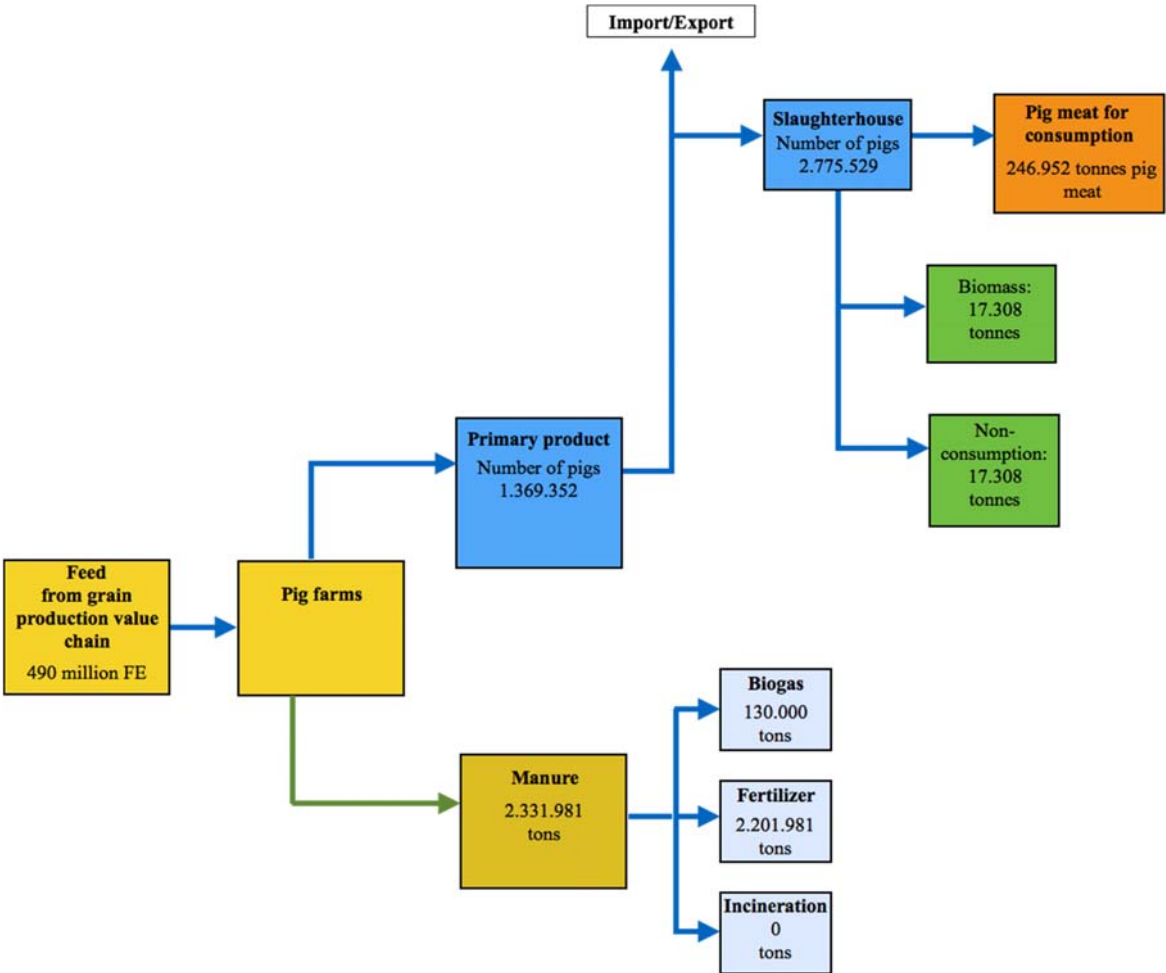 Import/Export
Slaughterhouse
Number of pigs
2.775.529
Pig meat for
consumption
246.952 tonnes pig
meat
Biomass:
17.308
tonnes
Non-
consumption:
17.308
tonnes
Primary product
Number of pigs
1.369.352
Feed
from grain
production value
chain
490 million FE
Pig farms
Manure
2.331.981
tons
Biogas
130.000
tons
Fertilizer
2.201.981
tons
Incineration
0
tons